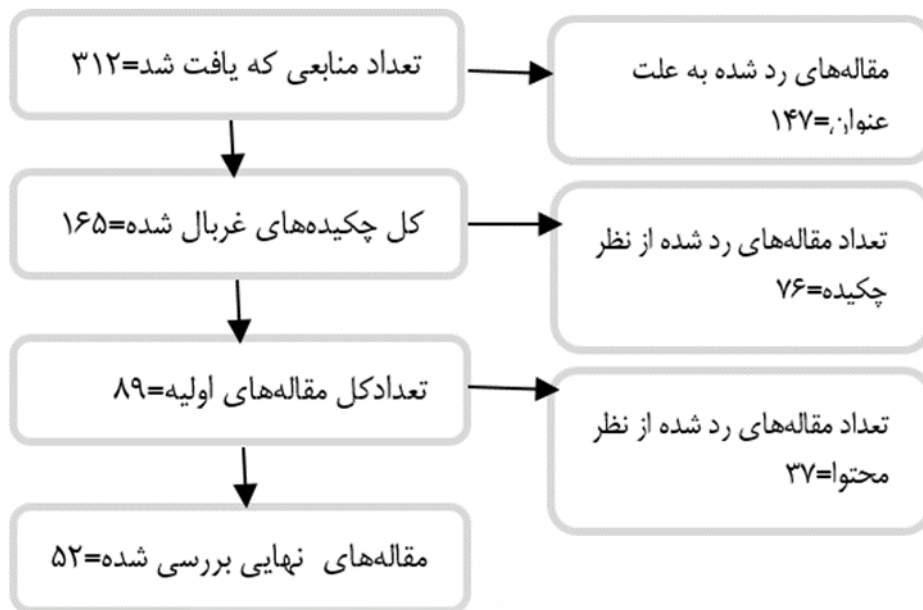 تعداد منابعی که یافت شد=۳۱۲
مقاله‌های رد شده به علت
عنوان=۱۴۷
کل چکیده‌های غربال شده=۱۶۵
تعداد مقاله‌های رد شده از نظر
چکیده=۷۶
تعدادکل مقاله‌های اولیه=۸۹
تعداد مقاله‌های رد شده از نظر
محتوا=۳۷
مقاله‌های نهایی بررسی شده=۵۲